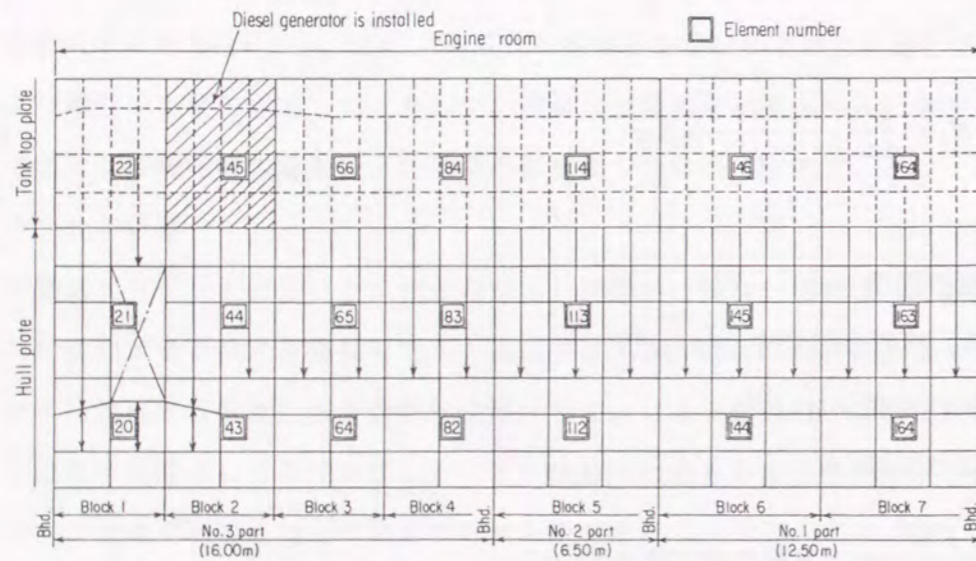 Diesel generator is installed
Element number
Engine room
Tank top plate
22 45 66 84 114 146 164
Hull plate
21 44 65 83 113 145 163
20 43 64 82 112 144 164
Bhd. Block 1 Block 2 Block 3 Block 4 Bhd. Block 5 Bhd. Block 6 Block 7 Bhd.
No.3 part No.2 part No.1 part
(16.00m) (6.50m) (12.50m)